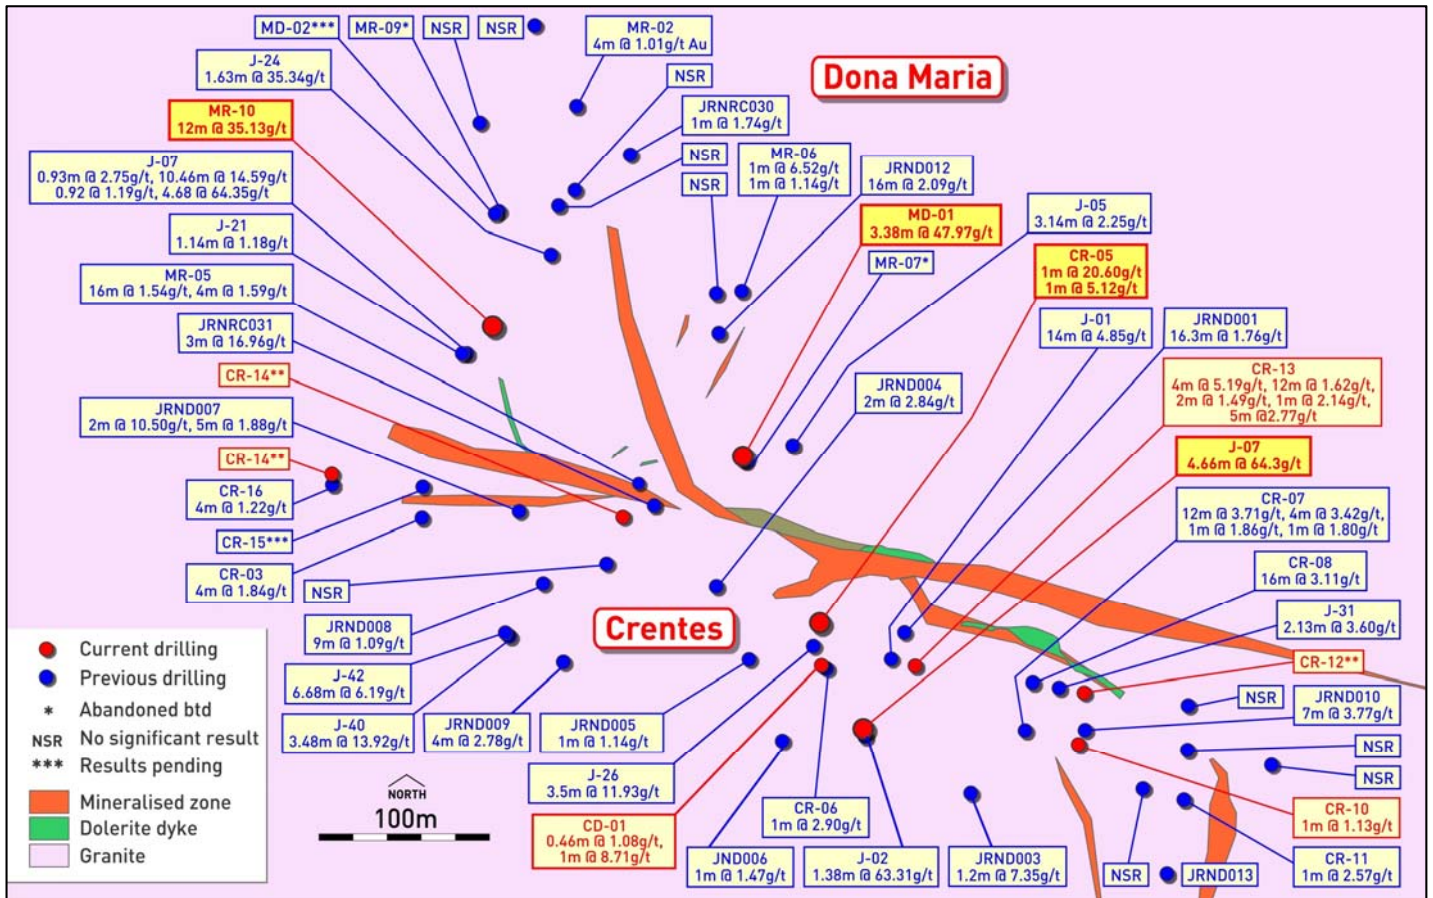 MD-02***
MR-09*
NSR
NSR
MR-02
4m @ 1.01g/t Au
J-24
1.63m @ 35.34g/t
NSR
Dona Maria
MR-10
12m @ 35.13g/t
JRNRC030
1m @ 1.74g/t
J-07
0.93m @ 2.75g/t, 10.46m @ 14.59g/t
0.92 @ 1.19g/t, 4.68 @ 64.35g/t
NSR
NSR
MR-06
1m @ 6.52g/t
1m @ 1.14g/t
JRND012
16m @ 2.09g/t
J-05
3.14m @ 2.25g/t
MD-01
3.38m @ 47.97g/t
J-21
1.14m @ 1.18g/t
MR-07*
CR-05
1m @ 20.60g/t
1m @ 5.12g/t
MR-05
16m @ 1.54g/t, 4m @ 1.59g/t
JRNRC031
3m @ 16.96g/t
J-01
14m @ 4.85g/t
JRND001
16.3m @ 1.76g/t
CR-14**
CR-13
4m @ 5.19g/t, 12m @ 1.62g/t,
2m @ 1.49g/t, 1m @ 2.14g/t,
5m @2.77g/t
JRND004
2m @ 2.84g/t
JRND007
2m @ 10.50g/t, 5m @ 1.88g/t
J-07
4.66m @ 64.3g/t
CR-14**
CR-16
4m @ 1.22g/t
CR-07
12m @ 3.71g/t, 4m @ 3.42g/t,
1m @ 1.86g/t, 1m @ 1.80g/t
CR-15***
CR-03
4m @ 1.84g/t
NSR
CR-08
16m @ 3.11g/t
J-31
2.13m @ 3.60g/t
JRND008
9m @ 1.09g/t
Crentes
CR-12**
J-42
6.68m @ 6.19g/t
NSR
JRND010
7m @ 3.77g/t
J-40
3.48m @ 13.92g/t
JRND009
4m @ 2.78g/t
JRND005
1m @ 1.14g/t
NSR
NSR
J-26
3.5m @ 11.93g/t
CR-06
1m @ 2.90g/t
CR-10
1m @ 1.13g/t
CD-01
0.46m @ 1.08g/t,
1m @ 8.71g/t
JND006
1m @ 1.47g/t
J-02
1.38m @ 63.31g/t
JRND003
1.2m @ 7.35g/t
NSR
JRND013
CR-11
1m @ 2.57g/t
Current drilling
Previous drilling
* Abandoned btd
NSR No significant result
*** Results pending
Mineralised zone
Dolerite dyke
Granite
NORTH
100m